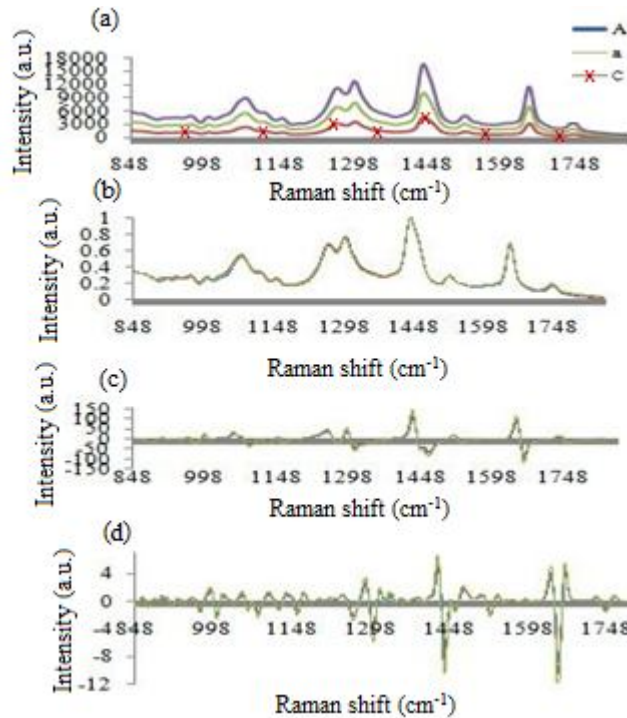 (a)
A
a
C
Intensity (a.u.)
18000
9000
6000
3000
0
848 998 1148 1298 1448 1598 1748
Raman shift (cm-1)
(b)
Intensity (a.u.)
1
0.8
0.6
0.4
0.2
0
848 998 1148 1298 1448 1598 1748
Raman shift (cm-1)
(c)
Intensity (a.u.)
150
100
50
0
-50
-100
-150
848 998 1148 1298 1448 1598 1748
Raman shift (cm-1)
(d)
Intensity (a.u.)
4
0
-4
-8
-12
848 998 1148 1298 1448 1598 1748
Raman shift (cm-1)